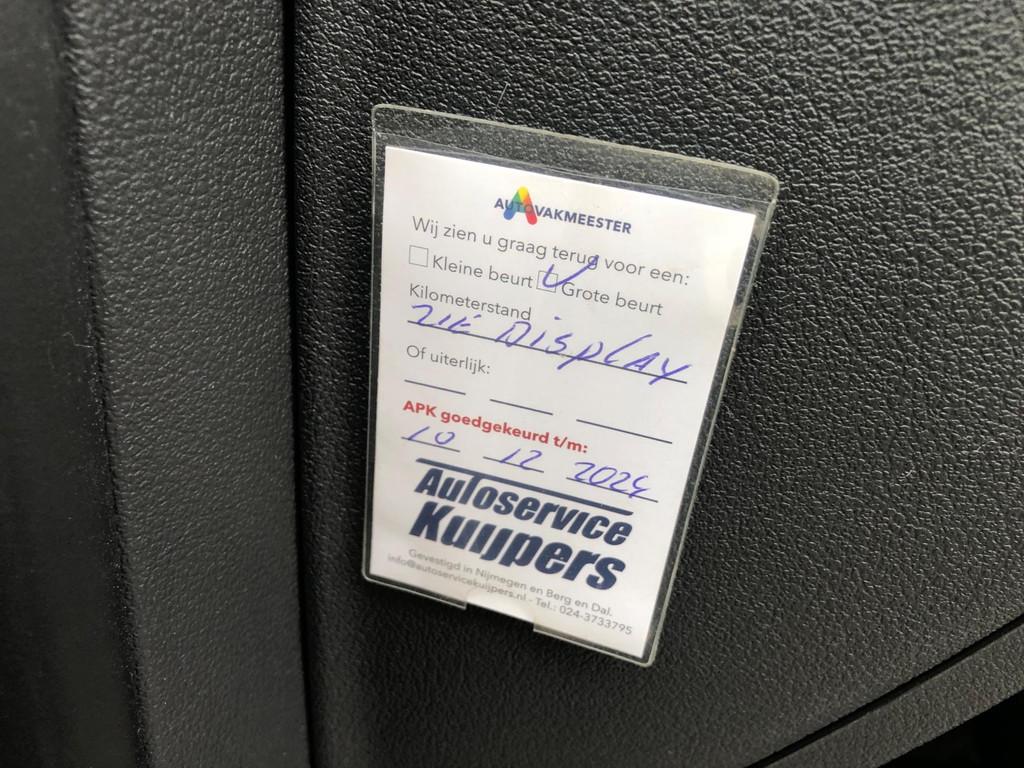 AUTOVAKMEESTER
Wij zien u graag terug voor een:
Kleine beurt Grote beurt
Kilometerstand
ZIE DISPLAY
Of uiterlijk:
APK goedgekeurd t/m:
10 12 2024
Autoservice
Kuijpers
Gevestigd in Nijmegen en Berg en Dal.
info@autoservicekuijpers.nl - Tel.: 024-3733795